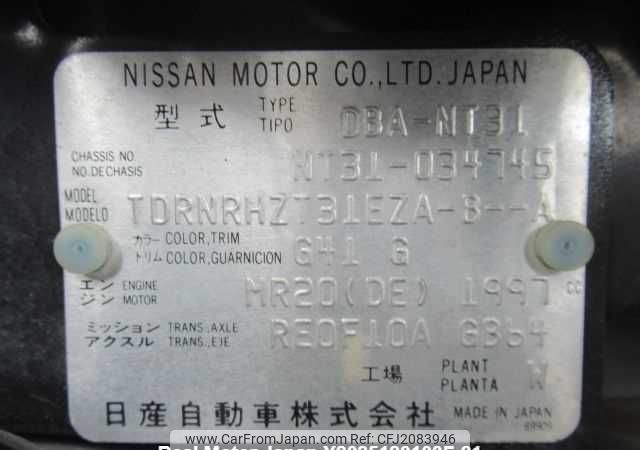 NISSAN MOTOR CO.,LTD. JAPAN
型式 TYPE TIPO DBA-NT31
CHASSIS NO. NO. DE CHASIS NT31-034745
MODEL MODELO TDRNRHZT31EZA-B--A
カラー COLOR,TRIM
トリム COLOR,GUARNICION G41 G
エンジン ENGINE MOTOR MR20(DE) 1997 cc
ミッション TRANS.,AXLE
アクスル TRANS.,EJE RE0F10A G364
工場 PLANT PLANTA W
日産自動車株式会社 MADE IN JAPAN
www.CarFromJapan.com - CFJ2083946